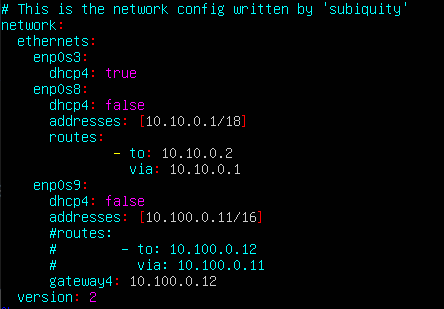 # This is the network config written by 'subiquity'
network:
  ethernets:
    enp0s3:
      dhcp4: true
    enp0s8:
      dhcp4: false
      addresses: [10.10.0.1/18]
      routes:
              - to: 10.10.0.2
                via: 10.10.0.1
    enp0s9:
      dhcp4: false
      addresses: [10.100.0.11/16]
      #routes:
      #        - to: 10.100.0.12
      #          via: 10.100.0.11
      gateway4: 10.100.0.12
  version: 2